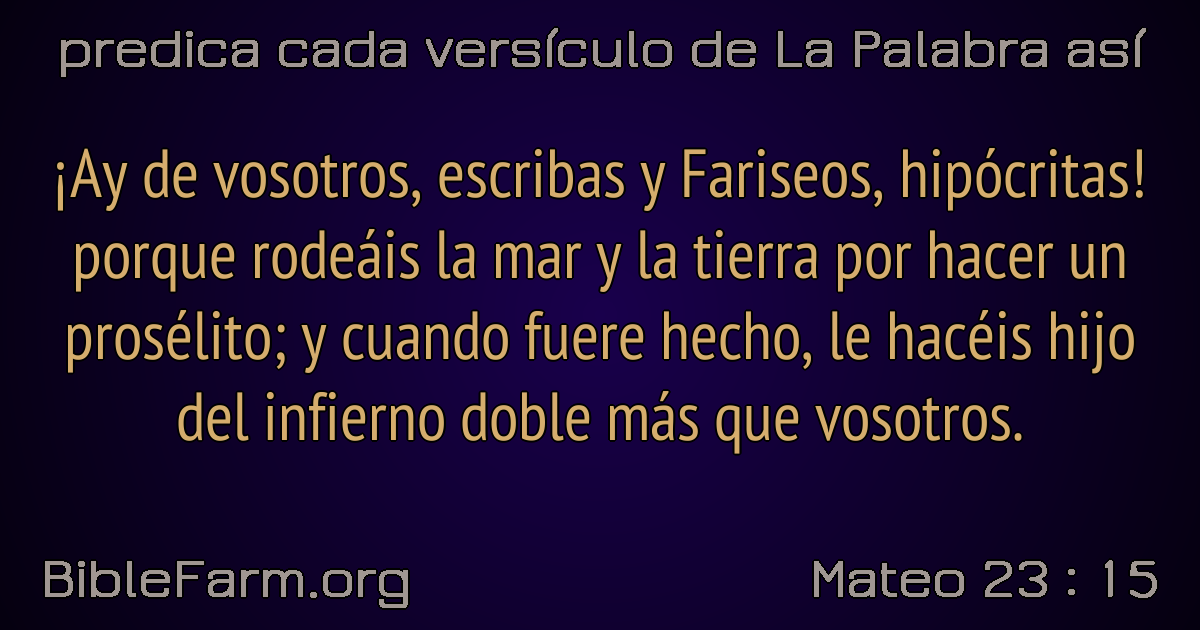 predica cada versículo de La Palabra así
¡Ay de vosotros, escribas y Fariseos, hipócritas!
porque rodeáis la mar y la tierra por hacer un
prosélito; y cuando fuere hecho, le hacéis hijo
del infierno doble más que vosotros.
BibleFarm.org
Mateo 23 : 15